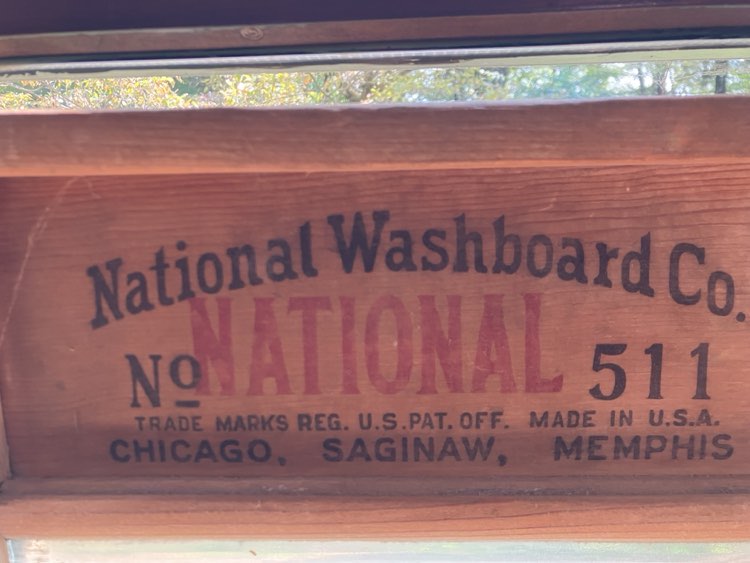 National Washboard Co.
NATIONAL
Nº 511
TRADE MARKS REG. U.S.PAT.OFF. MADE IN U.S.A.
CHICAGO, SAGINAW, MEMPHIS